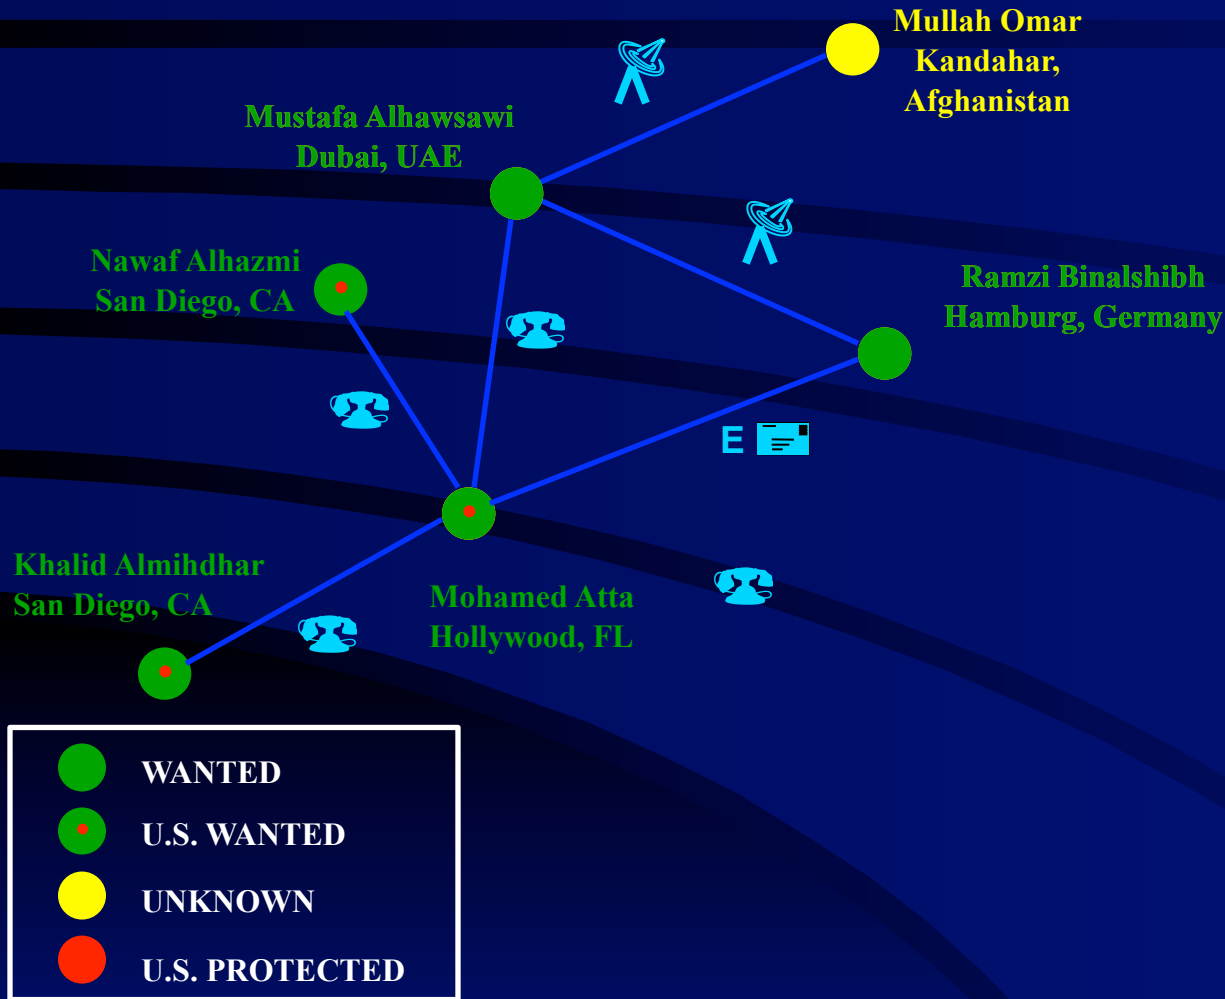 Mullah Omar
Kandahar,
Afghanistan
Mustafa Alhawsawi
Dubai, UAE
Nawaf Alhazmi
San Diego, CA
Ramzi Binalshibh
Hamburg, Germany
E
Khalid Almihdhar
San Diego, CA
Mohamed Atta
Hollywood, FL
WANTED
U.S. WANTED
UNKNOWN
U.S. PROTECTED